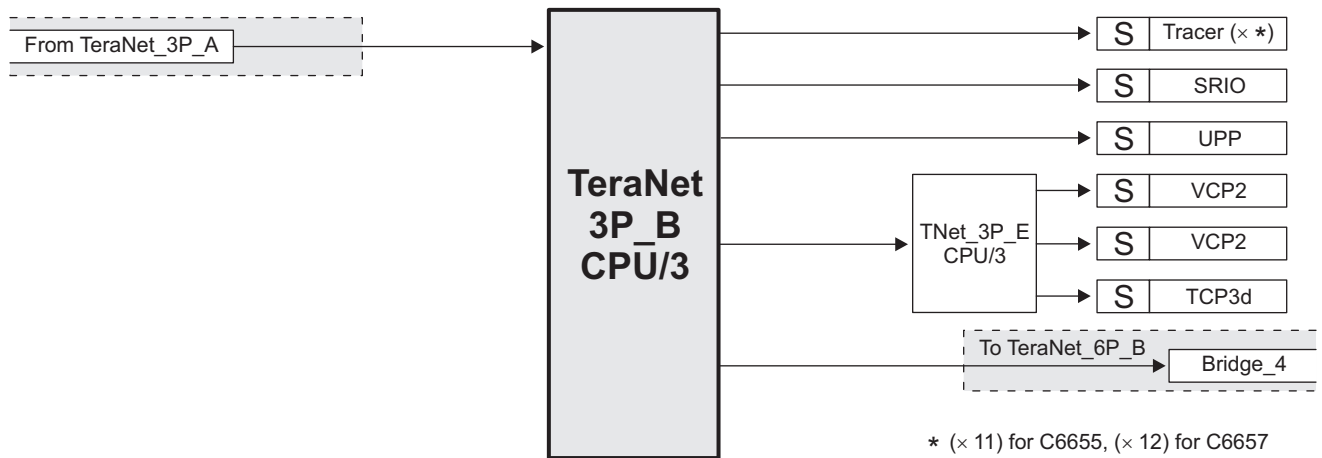 From TeraNet_3P_A
TeraNet
3P_B
CPU/3
S Tracer (× *)
S SRIO
S UPP
S VCP2
TNet_3P_E
CPU/3
S VCP2
S TCP3d
To TeraNet_6P_B
Bridge_4
* (× 11) for C6655, (× 12) for C6657